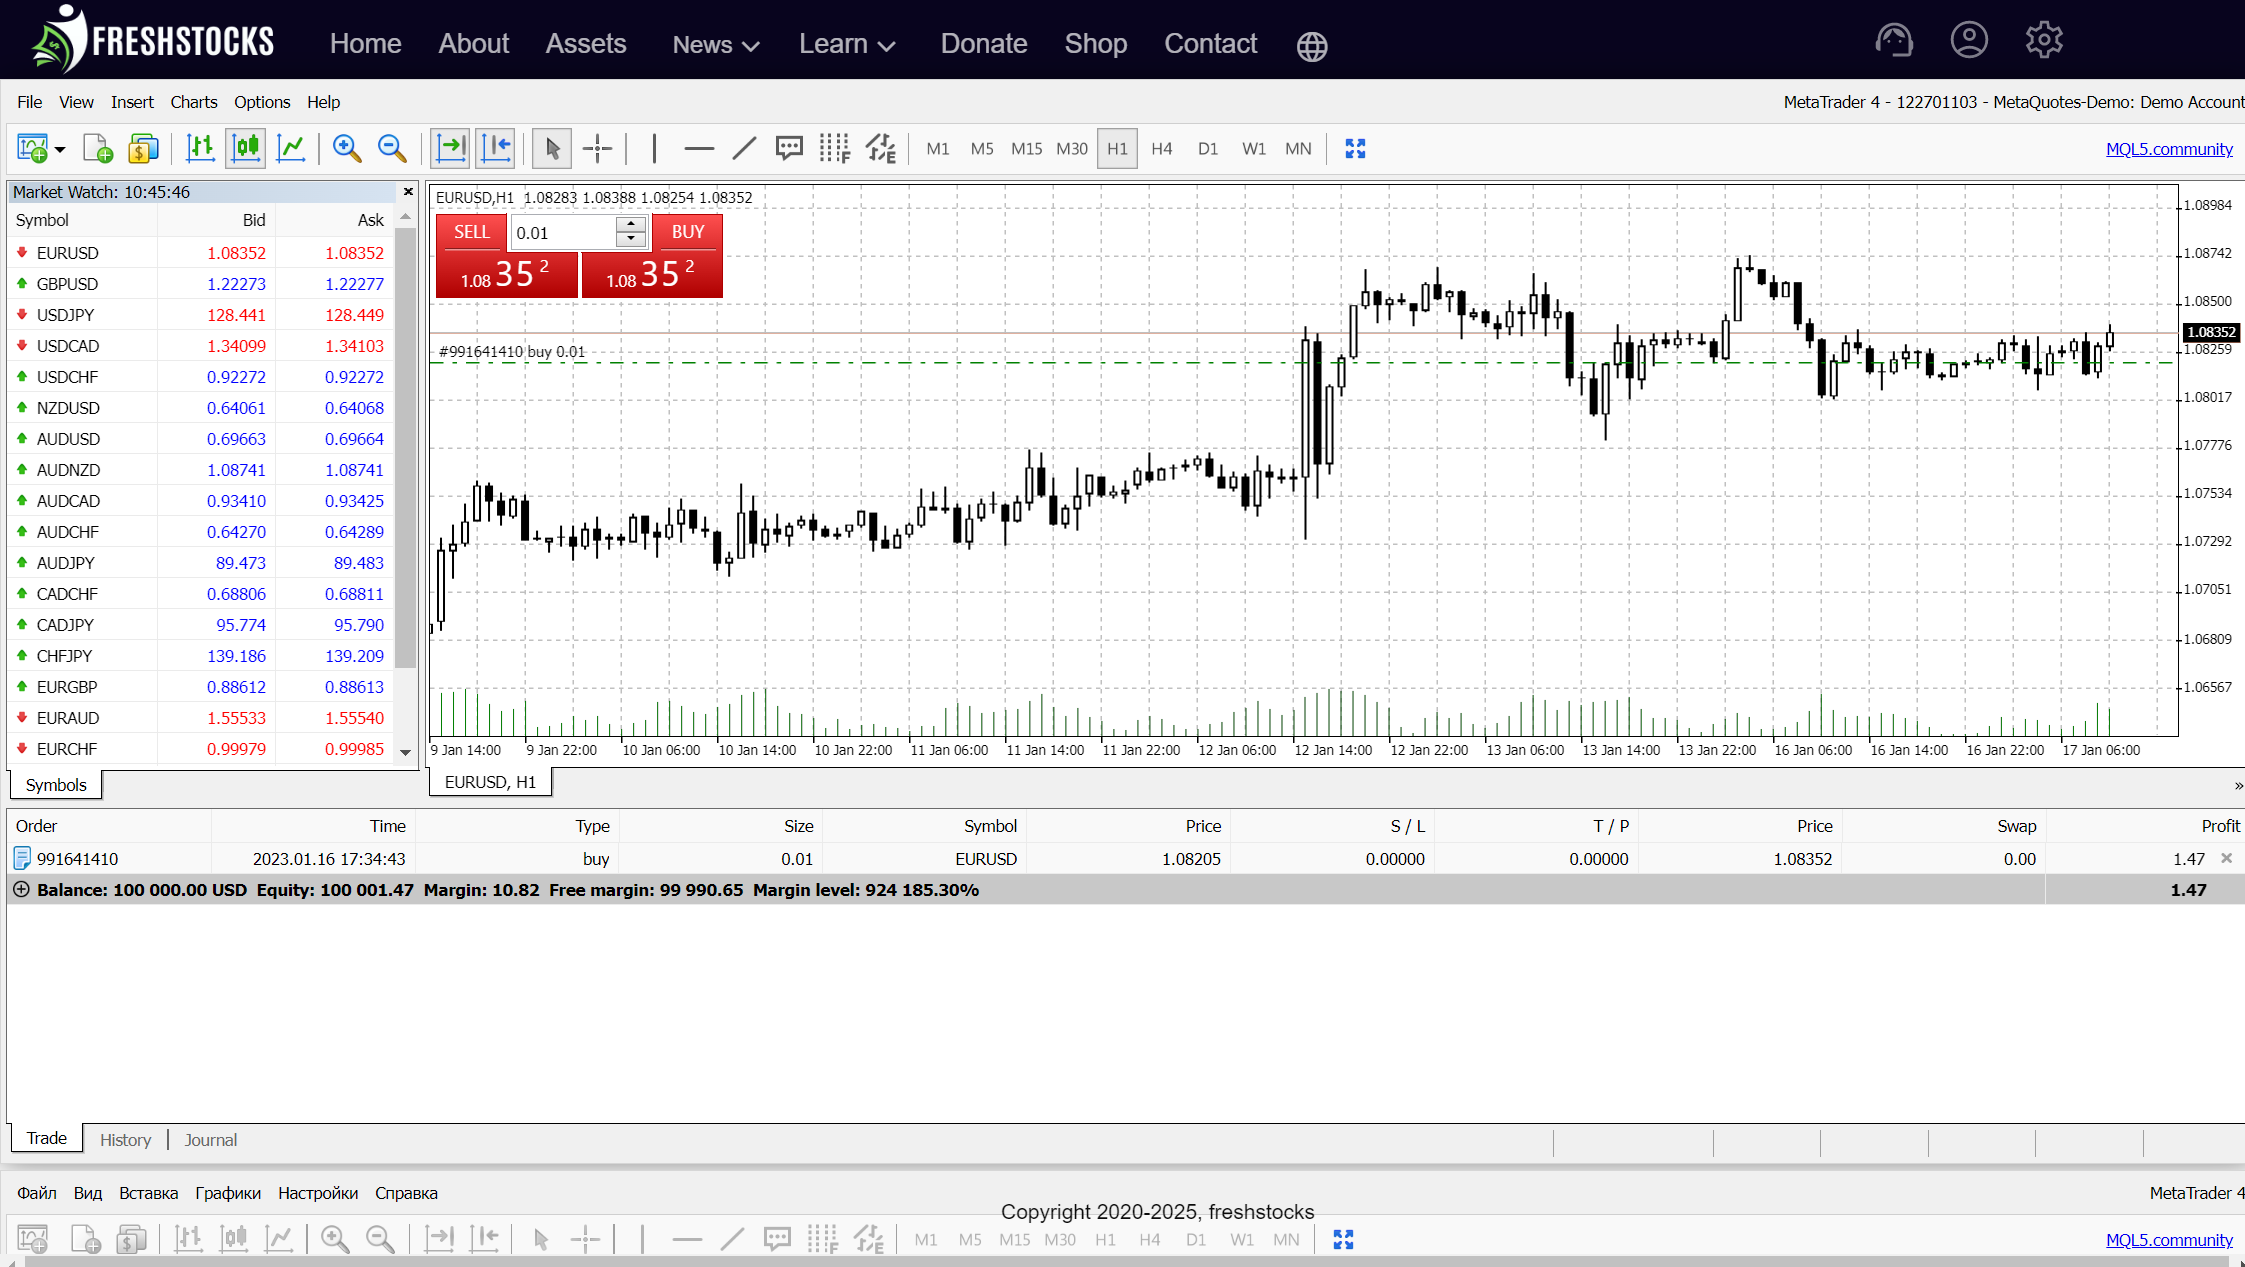 FRESHSTOCKS Home About Assets News Learn Donate Shop Contact
File View Insert Charts Options Help MetaTrader 4 - 122701103 - MetaQuotes-Demo: Demo Account
M1 M5 M15 M30 H1 H4 D1 W1 MN MQL5.community
Market Watch: 10:45:46
Symbol Bid Ask
EURUSD 1.08352 1.08352
GBPUSD 1.22273 1.22277
USDJPY 128.441 128.449
USDCAD 1.34099 1.34103
USDCHF 0.92272 0.92272
NZDUSD 0.64061 0.64068
AUDUSD 0.69663 0.69664
AUDNZD 1.08741 1.08741
AUDCAD 0.93410 0.93425
AUDCHF 0.64270 0.64289
AUDJPY 89.473 89.483
CADCHF 0.68806 0.68811
CADJPY 95.774 95.790
CHFJPY 139.186 139.209
EURGBP 0.88612 0.88613
EURAUD 1.55533 1.55540
EURCHF 0.99979 0.99985
Symbols
EURUSD,H1 1.08283 1.08388 1.08254 1.08352
SELL 0.01 BUY
1.08 35 2 1.08 35 2
#991641410 buy 0.01
1.08984
1.08742
1.08500
1.08352
1.08259
1.08017
1.07776
1.07534
1.07292
1.07051
1.06809
1.06567
9 Jan 14:00 9 Jan 22:00 10 Jan 06:00 10 Jan 14:00 10 Jan 22:00 11 Jan 06:00 11 Jan 14:00 11 Jan 22:00 12 Jan 06:00 12 Jan 14:00 12 Jan 22:00 13 Jan 06:00 13 Jan 14:00 13 Jan 22:00 16 Jan 06:00 16 Jan 14:00 16 Jan 22:00 17 Jan 06:00
EURUSD, H1 »
Order Time Type Size Symbol Price S / L T / P Price Swap Profit
991641410 2023.01.16 17:34:43 buy 0.01 EURUSD 1.08205 0.00000 0.00000 1.08352 0.00 1.47
Balance: 100 000.00 USD Equity: 100 001.47 Margin: 10.82 Free margin: 99 990.65 Margin level: 924 185.30% 1.47
Trade History Journal
Файл Вид Вставка Графики Настройки Справка MetaTrader 4
Copyright 2020-2025, freshstocks
M1 M5 M15 M30 H1 H4 D1 W1 MN MQL5.community